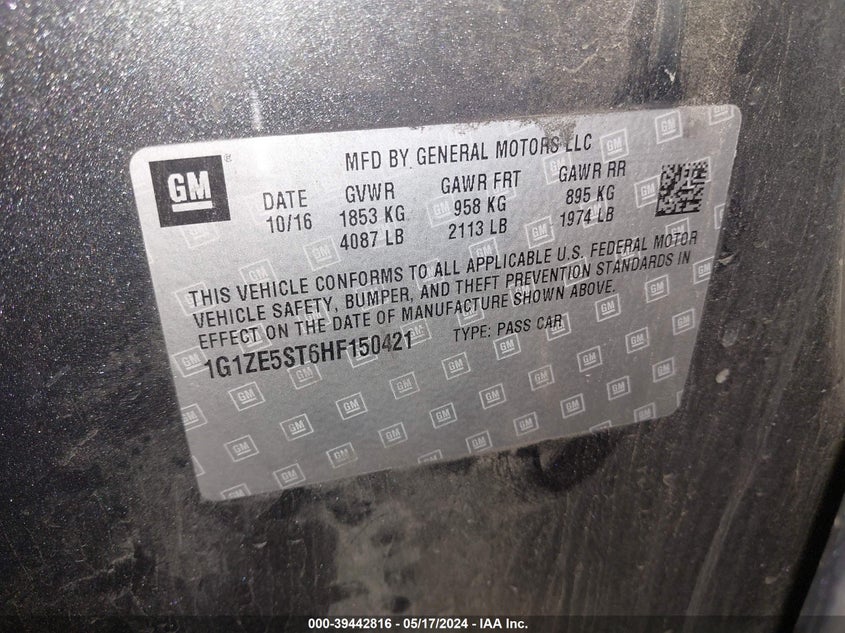 GM
MFD BY GENERAL MOTORS LLC
DATE GVWR GAWR FRT GAWR RR
10/16 1853 KG 958 KG 895 KG
4087 LB 2113 LB 1974 LB
THIS VEHICLE CONFORMS TO ALL APPLICABLE U.S. FEDERAL MOTOR
VEHICLE SAFETY, BUMPER, AND THEFT PREVENTION STANDARDS IN
EFFECT ON THE DATE OF MANUFACTURE SHOWN ABOVE.
1G1ZE5ST6HF150421 TYPE: PASS CAR
000-39442816 — 05/17/2024 — IAA Inc.